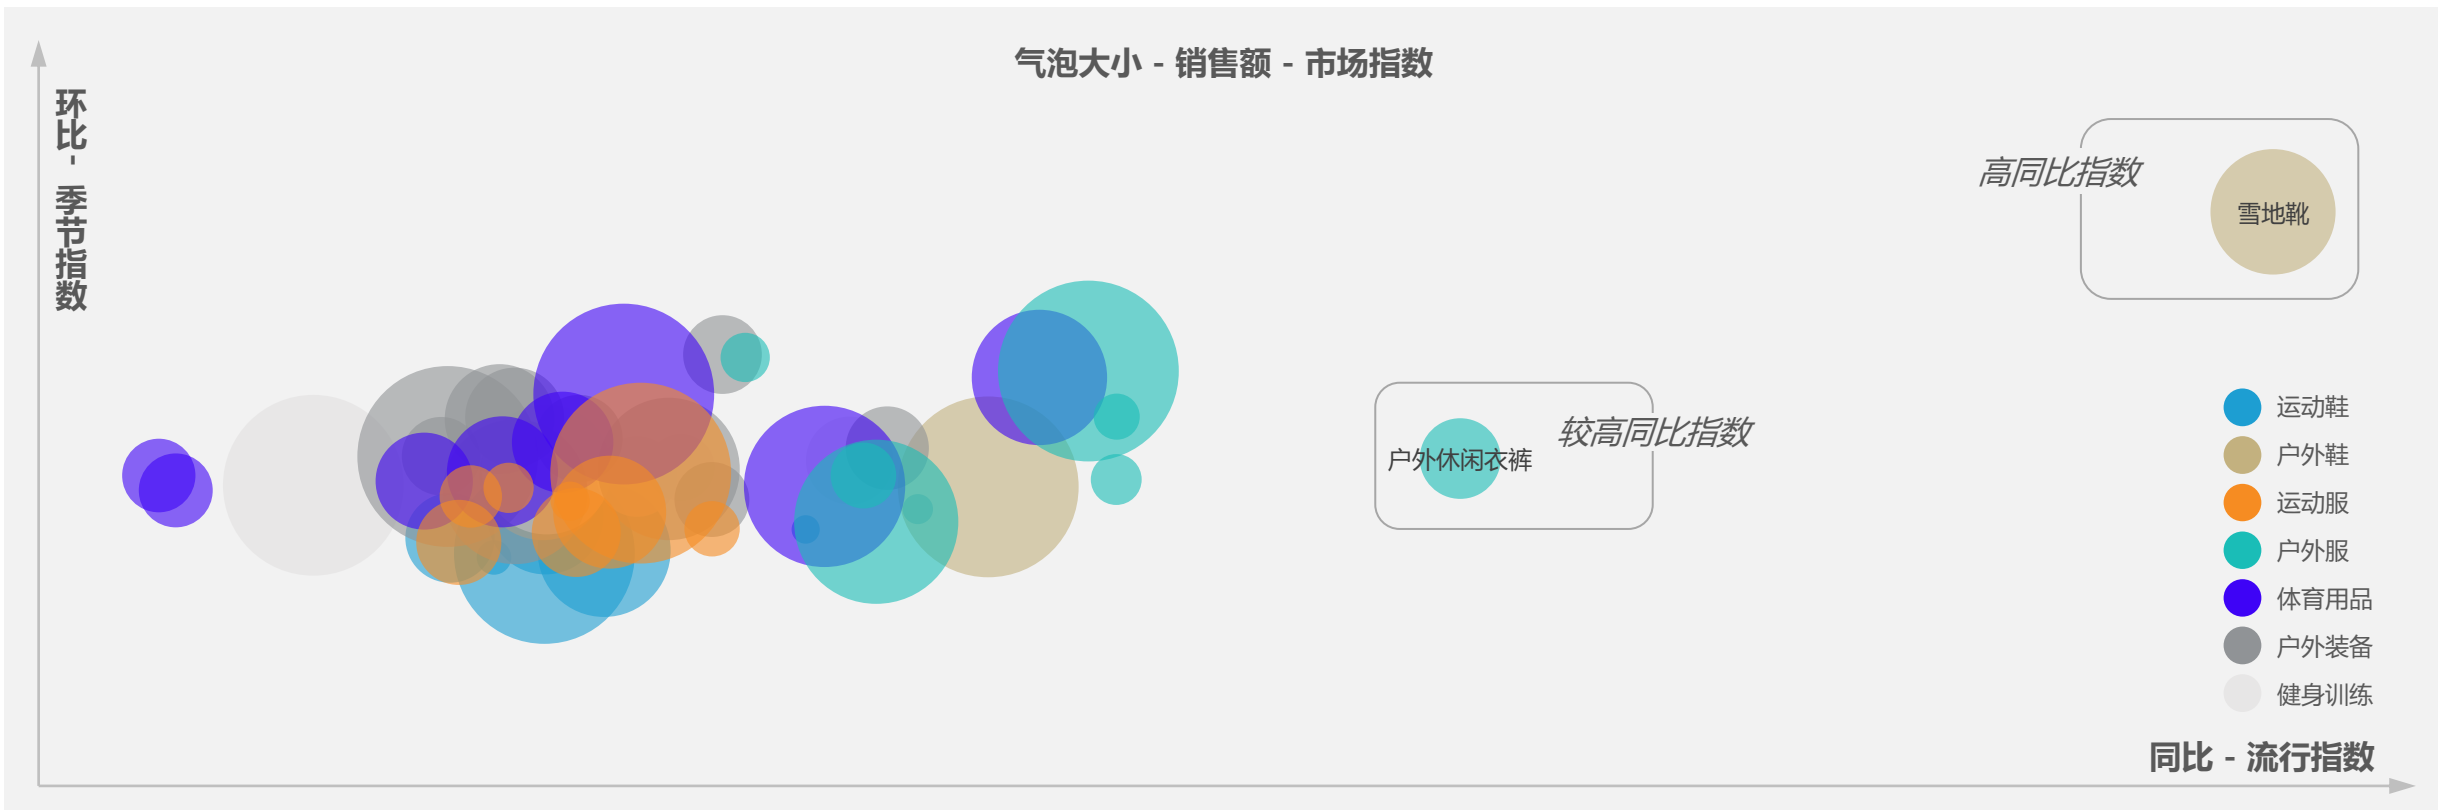 气泡大小 - 销售额 - 市场指数
环比 - 季节指数
高同比指数
雪地靴
较高同比指数
户外休闲衣裤
运动鞋
户外鞋
运动服
户外服
体育用品
户外装备
健身训练
同比 - 流行指数